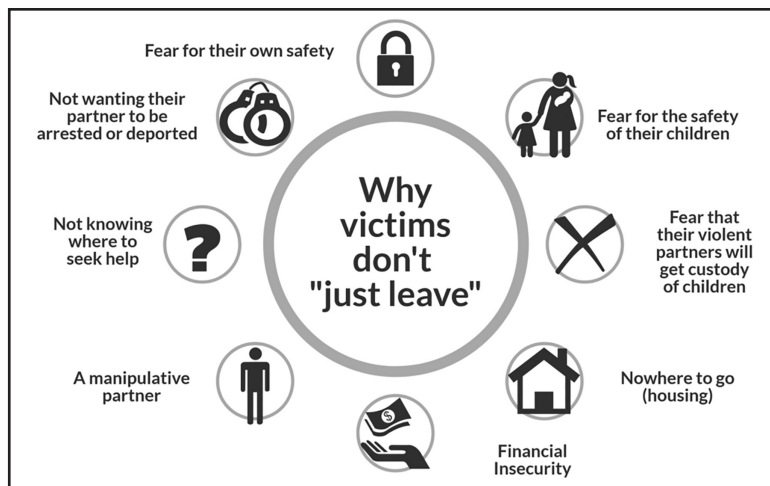 Why
victims
don't
"just leave"
Fear for their own safety
Fear for the safety
of their children
Fear that
their violent
partners will
get custody
of children
Nowhere to go
(housing)
Financial
Insecurity
$
A manipulative
partner
?
Not knowing
where to
seek help
Not wanting their
partner to be
arrested or deported